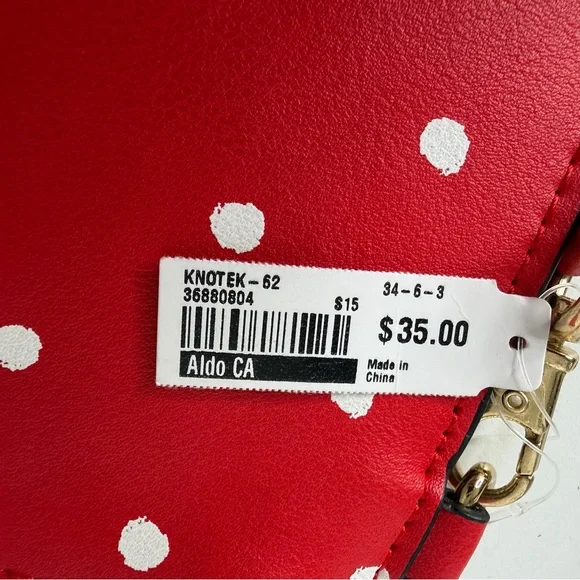 KNOTEK-62 34-6-3
36880804
$15 $35.00
Aldo CA
Made in
China